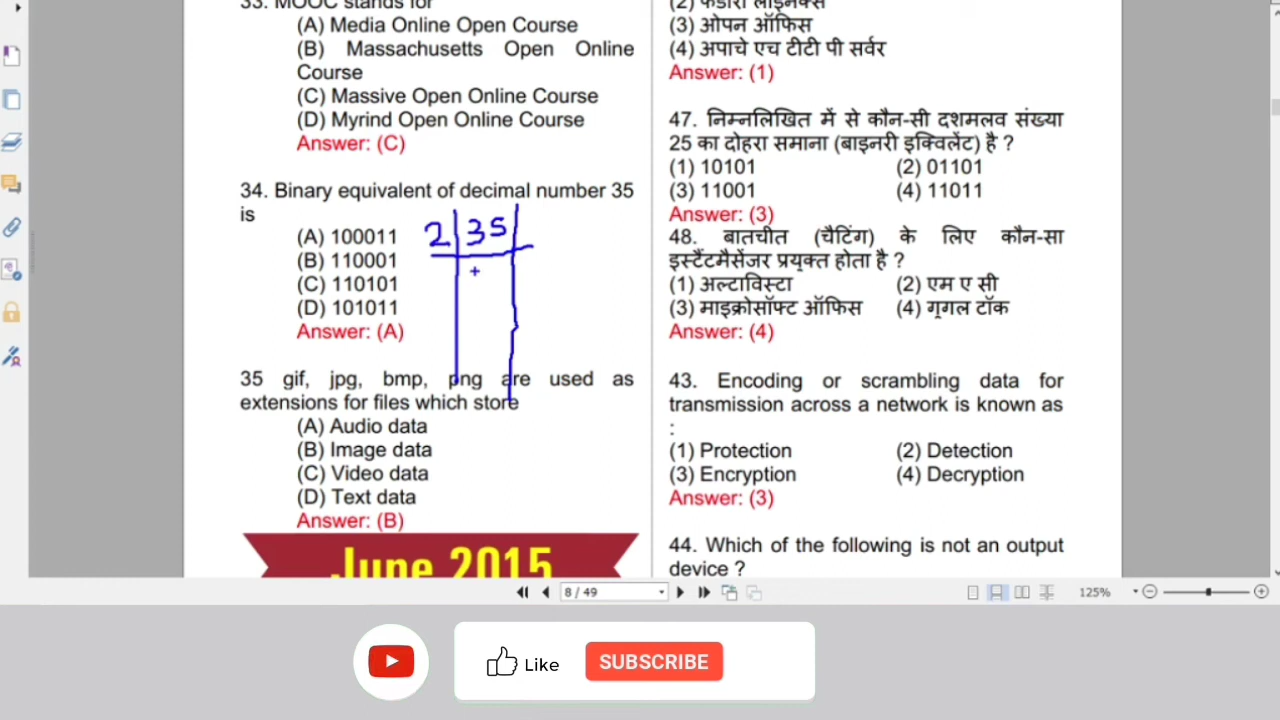 33. MOOC stands for
(A) Media Online Open Course
(B) Massachusetts Open Online
Course
(C) Massive Open Online Course
(D) Myrind Open Online Course
Answer: (C)
34. Binary equivalent of decimal number 35
is
(A) 100011
(B) 110001
(C) 110101
(D) 101011
Answer: (A)
2 35
35 gif, jpg, bmp, png are used as
extensions for files which store
(A) Audio data
(B) Image data
(C) Video data
(D) Text data
Answer: (B)
June 2015
(2) फेडोरा लाइनक्स
(3) ओपन ऑफिस
(4) अपाचे एच टीटी पी सर्वर
Answer: (1)
47. निम्नलिखित में से कौन-सी दशमलव संख्या
25 का दोहरा समाना (बाइनरी इक्विलेंट) है ?
(1) 10101 (2) 01101
(3) 11001 (4) 11011
Answer: (3)
48. बातचीत (चैटिंग) के लिए कौन-सा
इस्टैंटमैसेंजर प्रयुक्त होता है ?
(1) अल्टाविस्टा (2) एम ए सी
(3) माइक्रोसॉफ्ट ऑफिस (4) गूगल टॉक
Answer: (4)
43. Encoding or scrambling data for
transmission across a network is known as
:
(1) Protection (2) Detection
(3) Encryption (4) Decryption
Answer: (3)
44. Which of the following is not an output
device ?
8 / 49
125%
Like
SUBSCRIBE